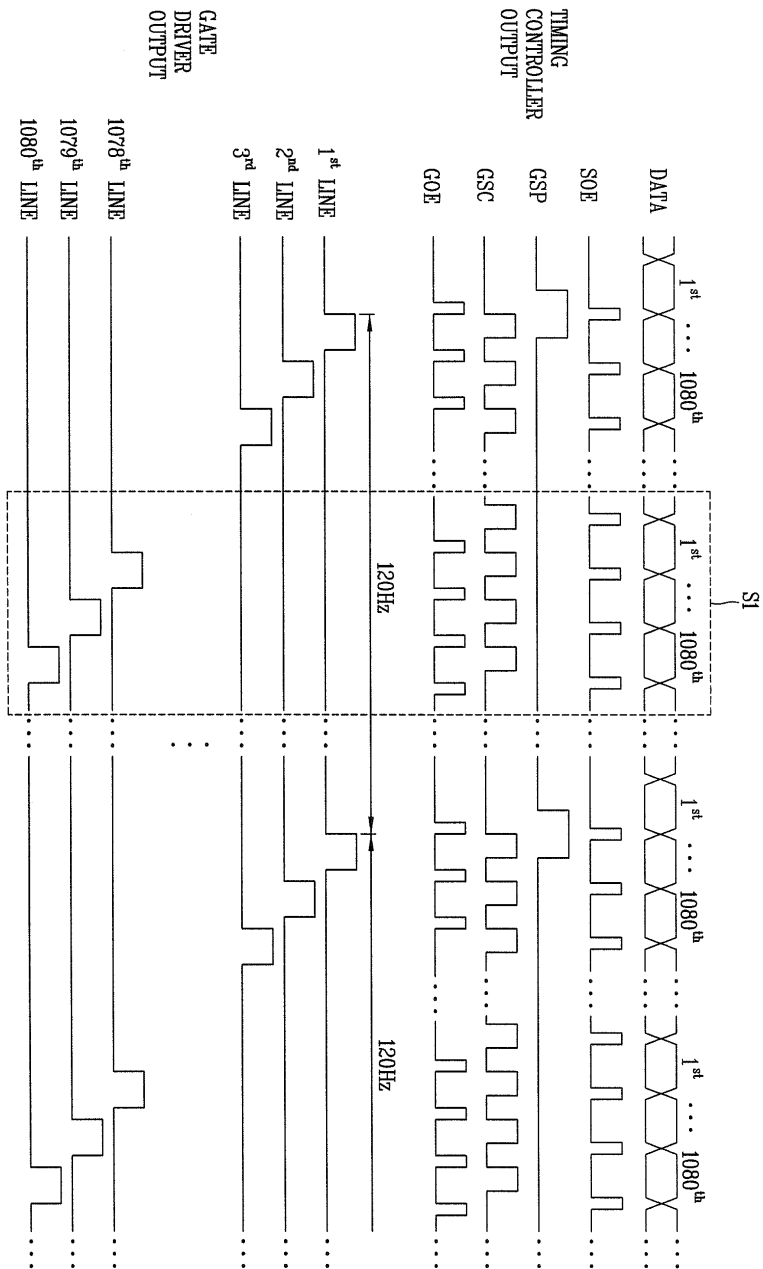 S1
DATA 1st ... 1080th ... 1st ... 1080th ... 1st ... 1080th ... 1st ... 1080th ...
TIMING
CONTROLLER
OUTPUT
SOE
GSP
GSC
GOE
120Hz 120Hz
1st LINE
2nd LINE
3rd LINE
GATE
DRIVER
OUTPUT
1078th LINE
1079th LINE
1080th LINE